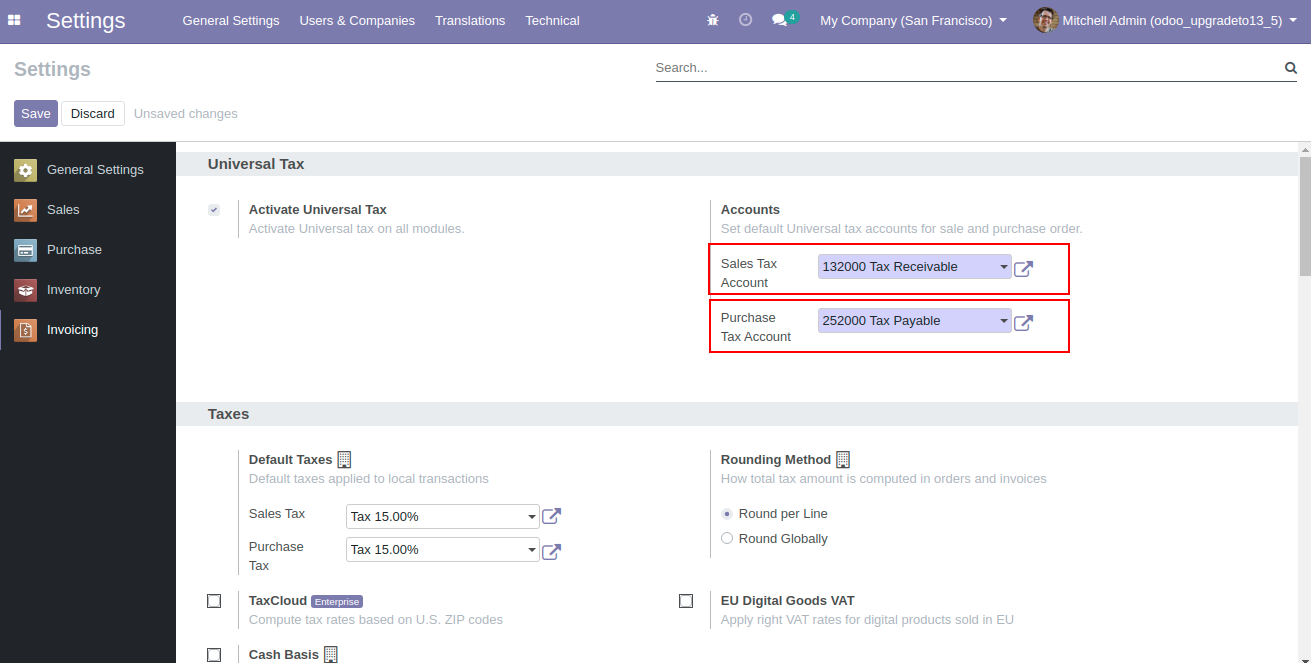 Settings General Settings Users & Companies Translations Technical 4 My Company (San Francisco) Mitchell Admin (odoo_upgradeto13_5)
Settings Search...
Save Discard Unsaved changes
General Settings
Sales
Purchase
Inventory
Invoicing
Universal Tax
Activate Universal Tax
Activate Universal tax on all modules.
Accounts
Set default Universal tax accounts for sale and purchase order.
Sales Tax
Account
132000 Tax Receivable
Purchase
Tax Account
252000 Tax Payable
Taxes
Default Taxes
Default taxes applied to local transactions
Sales Tax Tax 15.00%
Purchase
Tax
Tax 15.00%
Rounding Method
How total tax amount is computed in orders and invoices
Round per Line
Round Globally
TaxCloud Enterprise
Compute tax rates based on U.S. ZIP codes
EU Digital Goods VAT
Apply right VAT rates for digital products sold in EU
Cash Basis